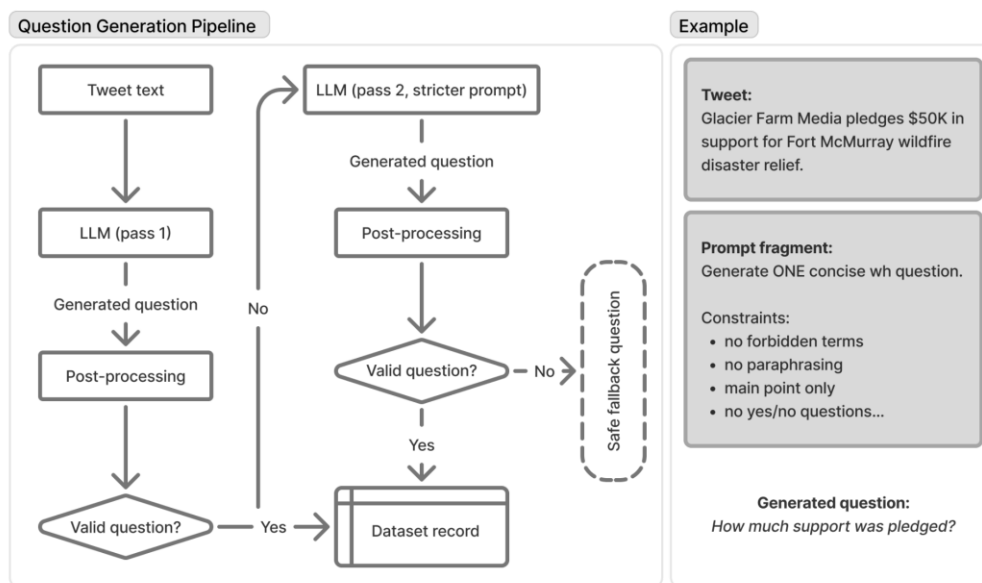 Question Generation Pipeline
Tweet text
LLM (pass 1)
Generated question
Post-processing
Valid question?
No
Yes
LLM (pass 2, stricter prompt)
Generated question
Post-processing
Valid question?
No
Yes
Safe fallback question
Dataset record
Example
Tweet:
Glacier Farm Media pledges $50K in
support for Fort McMurray wildfire
disaster relief.
Prompt fragment:
Generate ONE concise wh question.
Constraints:
• no forbidden terms
• no paraphrasing
• main point only
• no yes/no questions...
Generated question:
How much support was pledged?